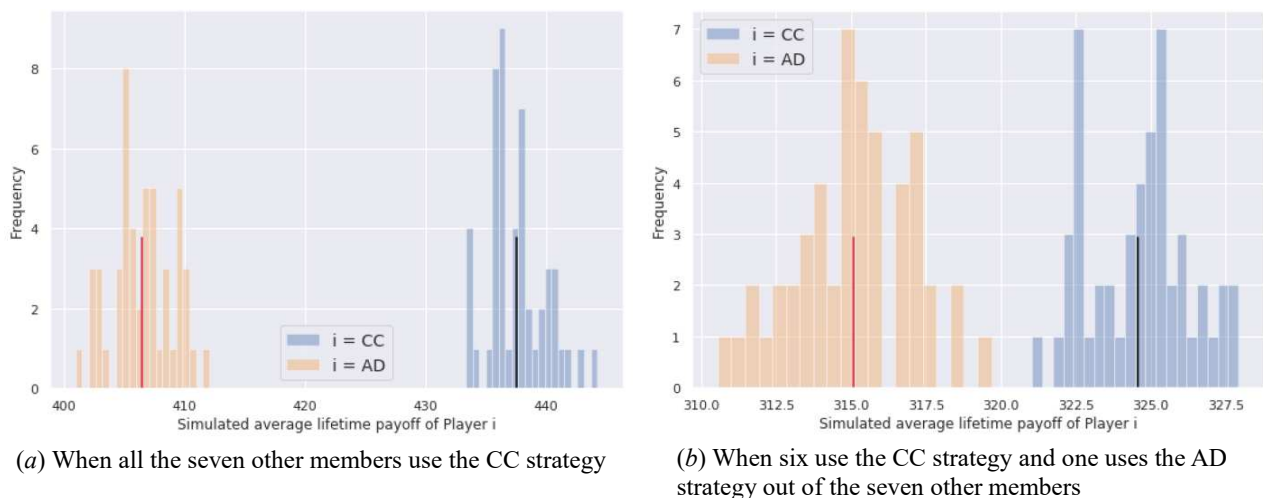 8
6
4
2
0
Frequency
i = CC
i = AD
400 410 420 430 440
Simulated average lifetime payoff of Player i
(a) When all the seven other members use the CC strategy
7
6
5
4
3
2
1
0
Frequency
i = CC
i = AD
310.0 312.5 315.0 317.5 320.0 322.5 325.0 327.5
Simulated average lifetime payoff of Player i
(b) When six use the CC strategy and one uses the AD
strategy out of the seven other members